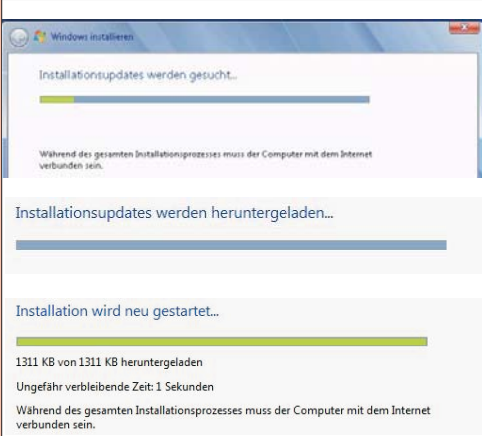 Windows installieren
Installationsupdates werden gesucht...
Während des gesamten Installationsprozesses muss der Computer mit dem Internet
verbunden sein.
Installationsupdates werden heruntergeladen...
Installation wird neu gestartet...
1311 KB von 1311 KB heruntergeladen
Ungefähr verbleibende Zeit: 1 Sekunden
Während des gesamten Installationsprozesses muss der Computer mit dem Internet
verbunden sein.